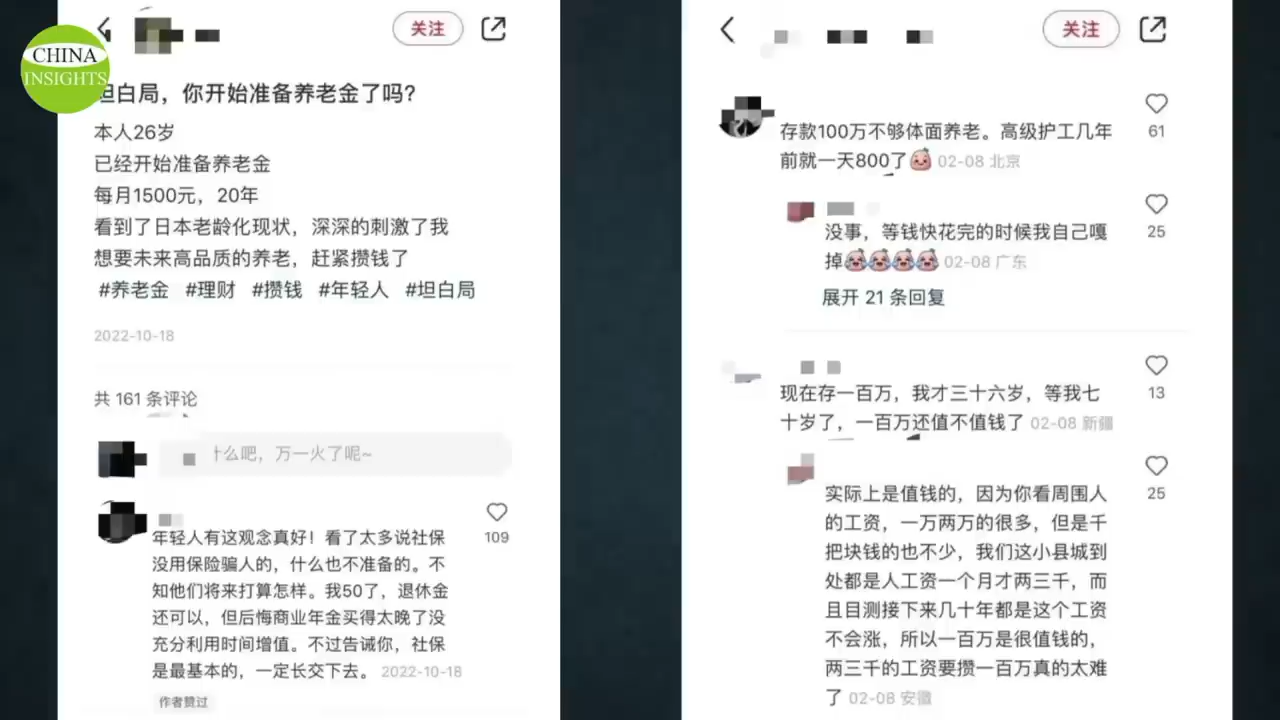 CHINA
INSIGHTS
关注
坦白局，你开始准备养老金了吗？
本人26岁
已经开始准备养老金
每月1500元，20年
看到了日本老龄化现状，深深的刺激了我
想要未来高品质的养老，赶紧攒钱了
#养老金 #理财 #攒钱 #年轻人 #坦白局
2022-10-18
共 161 条评论
什么吧，万一火了呢~
年轻人有这观念真好！看了太多说社保
没用保险骗人的，什么也不准备的。不
知他们将来打算怎样。我50了，退休金
还可以，但后悔商业年金买得太晚了没
充分利用时间增值。不过告诫你，社保
是最基本的，一定长交下去。 2022-10-18
109
作者赞过
关注
存款100万不够体面养老。高级护工几年
前就一天800了 02-08 北京
61
没事，等钱快花完的时候我自己嘎
掉 02-08 广东
25
展开 21 条回复
现在存一百万，我才三十六岁，等我七
十岁了，一百万还值不值钱了 02-08 新疆
13
实际上是值钱的，因为你看周围人
的工资，一万两万的很多，但是千
把块钱的也不少，我们这小县城到
处都是人工资一个月才两三千，而
且目测接下来几十年都是这个工资
不会涨，所以一百万是很值钱的，
两三千的工资要攒一百万真的太难
了 02-08 安徽
25